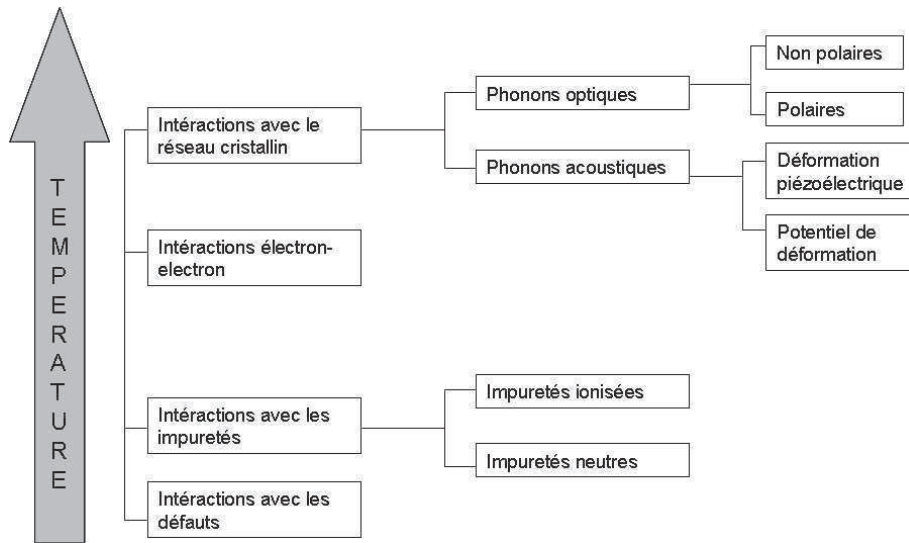 TEMPERATURE
Intéractions avec le
réseau cristallin
Phonons optiques
Non polaires
Polaires
Phonons acoustiques
Déformation
piézoélectrique
Potentiel de
déformation
Intéractions électron-
electron
Intéractions avec les
impuretés
Impuretés ionisées
Impuretés neutres
Intéractions avec les
défauts